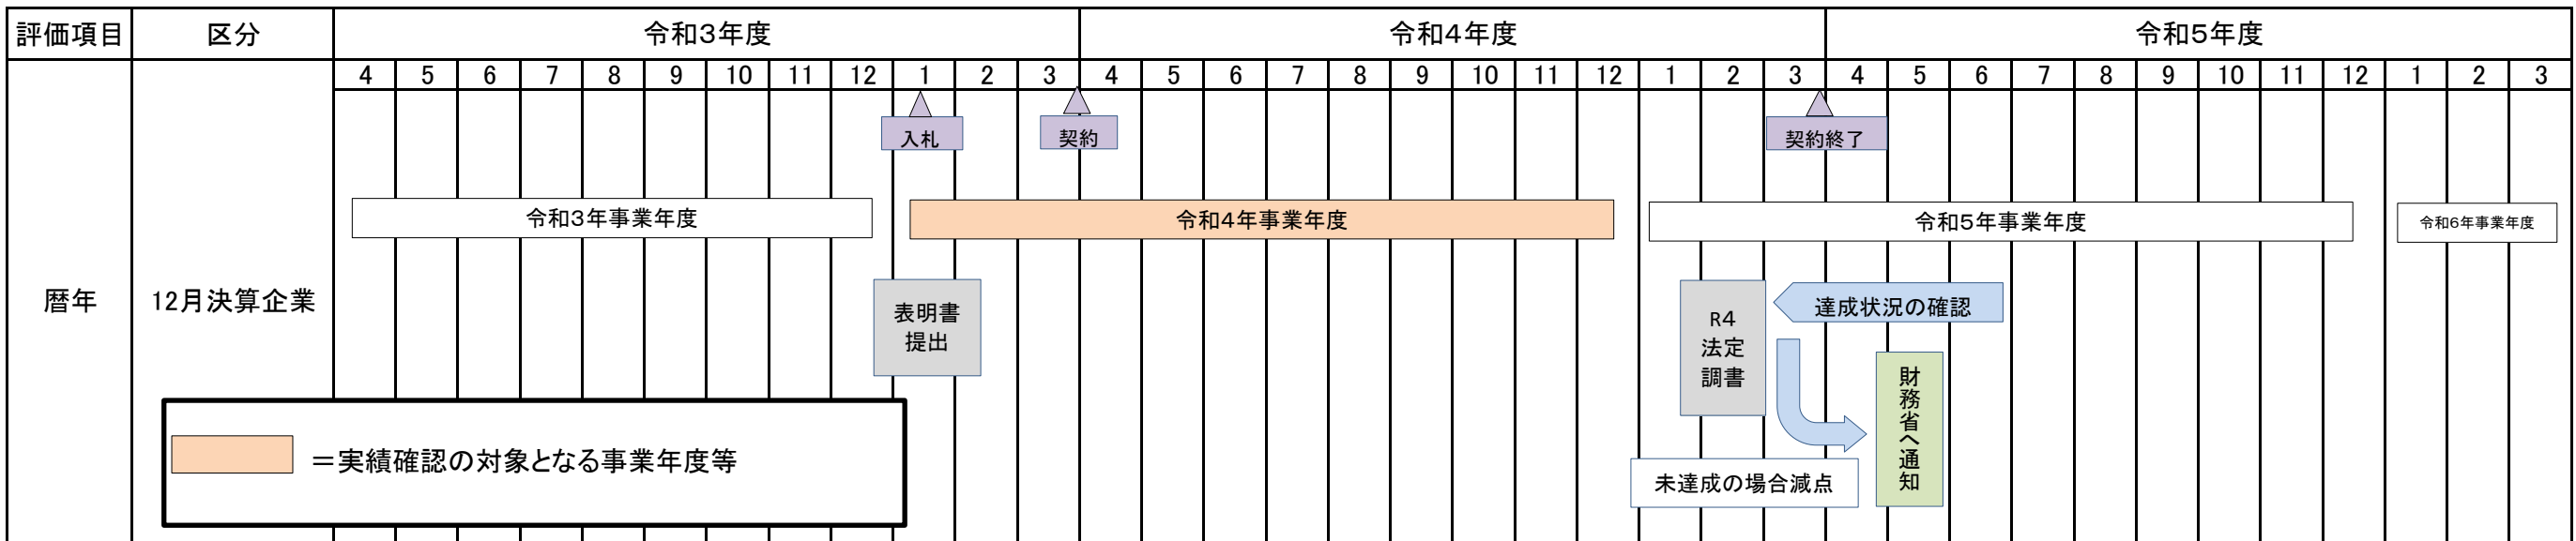 評価項目 区分 令和3年度 令和4年度 令和5年度
4 5 6 7 8 9 10 11 12 1 2 3 4 5 6 7 8 9 10 11 12 1 2 3 4 5 6 7 8 9 10 11 12 1 2 3
入札 契約 契約終了
令和3年事業年度 令和4年事業年度 令和5年事業年度 令和6年事業年度
暦年 12月決算企業
表明書
提出
R4
法定
調書
達成状況の確認
財務省へ通知
未達成の場合減点
＝実績確認の対象となる事業年度等